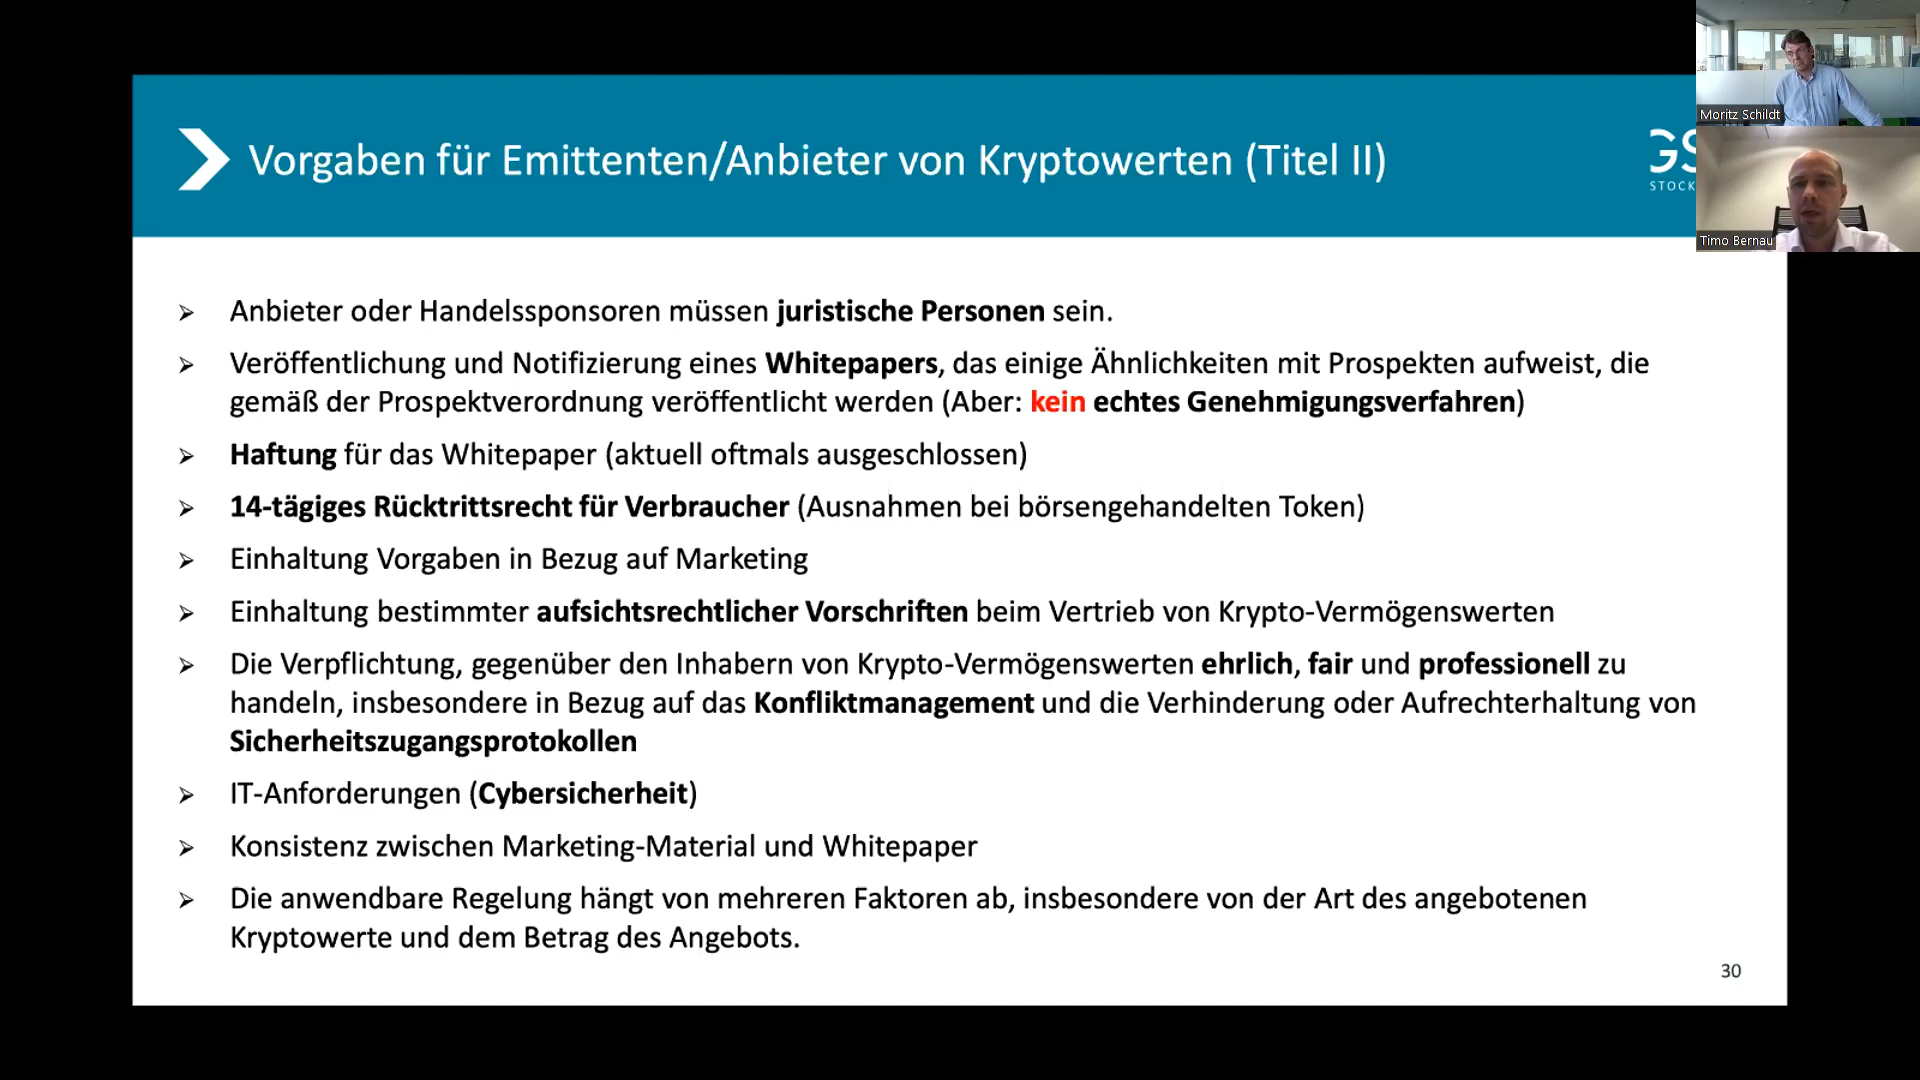 Vorgaben für Emittenten/Anbieter von Kryptowerten (Titel II)
GS
STOCK
Moritz Schildt
Timo Bernau
➢ Anbieter oder Handelssponsoren müssen juristische Personen sein.
➢ Veröffentlichung und Notifizierung eines Whitepapers, das einige Ähnlichkeiten mit Prospekten aufweist, die
gemäß der Prospektverordnung veröffentlicht werden (Aber: kein echtes Genehmigungsverfahren)
➢ Haftung für das Whitepaper (aktuell oftmals ausgeschlossen)
➢ 14-tägiges Rücktrittsrecht für Verbraucher (Ausnahmen bei börsengehandelten Token)
➢ Einhaltung Vorgaben in Bezug auf Marketing
➢ Einhaltung bestimmter aufsichtsrechtlicher Vorschriften beim Vertrieb von Krypto-Vermögenswerten
➢ Die Verpflichtung, gegenüber den Inhabern von Krypto-Vermögenswerten ehrlich, fair und professionell zu
handeln, insbesondere in Bezug auf das Konfliktmanagement und die Verhinderung oder Aufrechterhaltung von
Sicherheitszugangsprotokollen
➢ IT-Anforderungen (Cybersicherheit)
➢ Konsistenz zwischen Marketing-Material und Whitepaper
➢ Die anwendbare Regelung hängt von mehreren Faktoren ab, insbesondere von der Art des angebotenen
Kryptowerte und dem Betrag des Angebots.
30